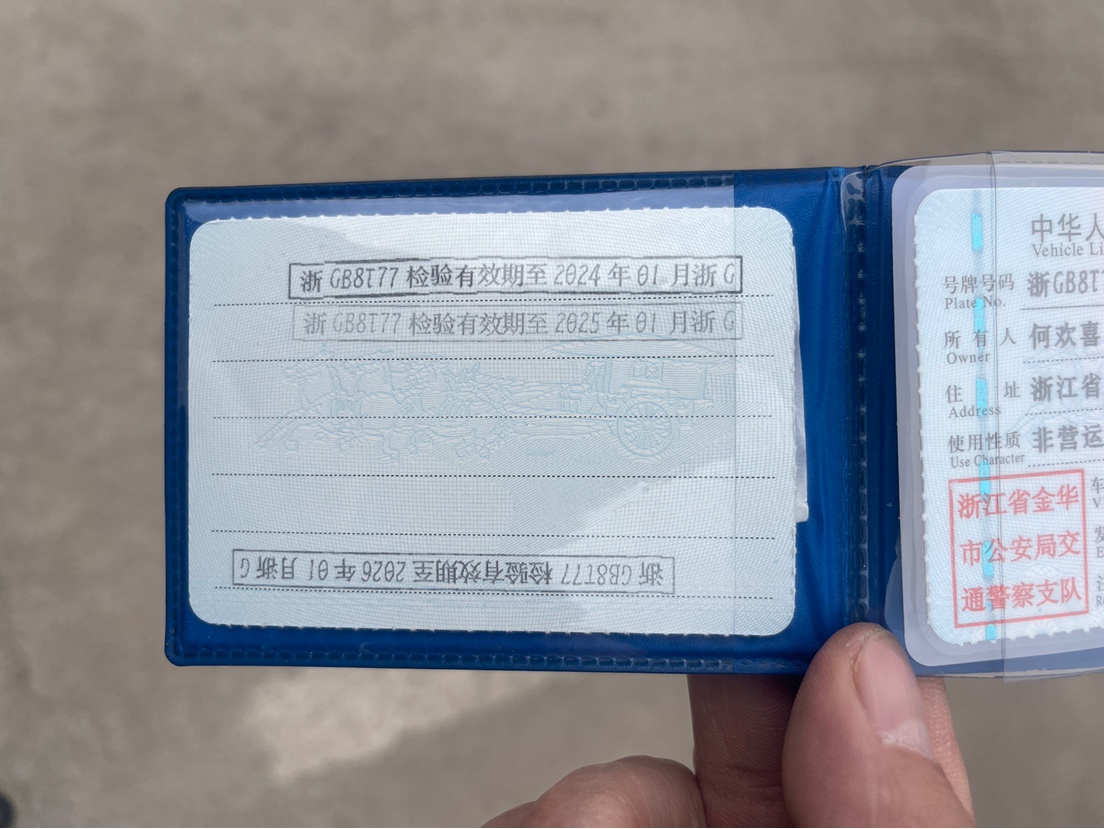 浙 GB8T77 检验有效期至 2024 年 01 月浙 G
浙 GB8T77 检验有效期至 2025 年 01 月浙 G
浙 GB8T77 检验有效期至 2026 年 01 月浙 G
中华人
Vehicle Li
号牌号码 浙GB8T
Plate No.
所有人 何欢喜
Owner
住址 浙江省
Address
使用性质 非营运
Use Character
浙江省金华
市公安局交
通警察支队
车
V
发
E
注
R